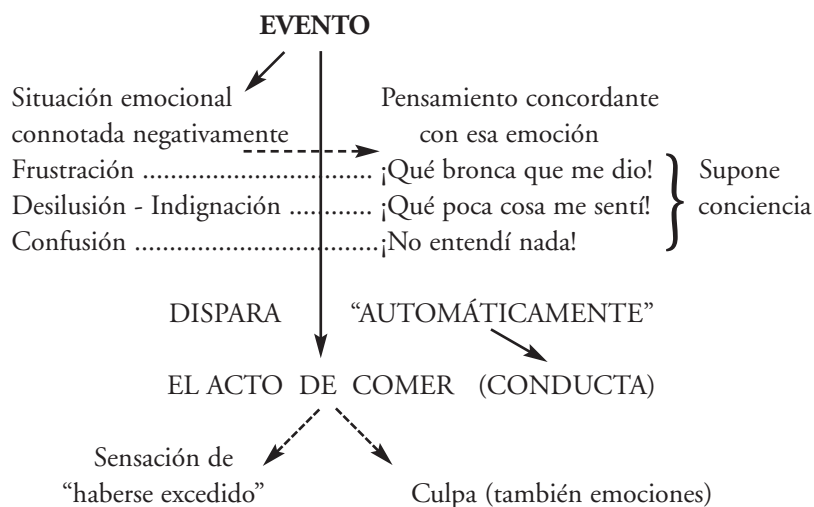 EVENTO
Situación emocional Pensamiento concordante
connotada negativamente con esa emoción
Frustración ................................. ¡Qué bronca que me dio! Supone
Desilusión - Indignación ............ ¡Qué poca cosa me sentí! conciencia
Confusión ...................................¡No entendí nada!
DISPARA “AUTOMÁTICAMENTE”
EL ACTO DE COMER (CONDUCTA)
Sensación de
“haberse excedido” Culpa (también emociones)